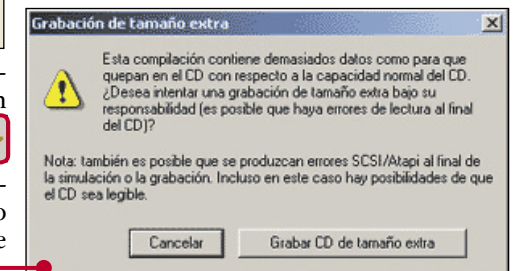 Grabación de tamaño extra
Esta compilación contiene demasiados datos como para que
quepan en el CD con respecto a la capacidad normal del CD.
¿Desea intentar una grabación de tamaño extra bajo su
responsabilidad (es posible que haya errores de lectura al final
del CD)?
Nota: también es posible que se produzcan errores SCSI/Atapi al final de
la simulación o la grabación. Incluso en este caso hay posibilidades de que
el CD sea legible.
Cancelar
Grabar CD de tamaño extra